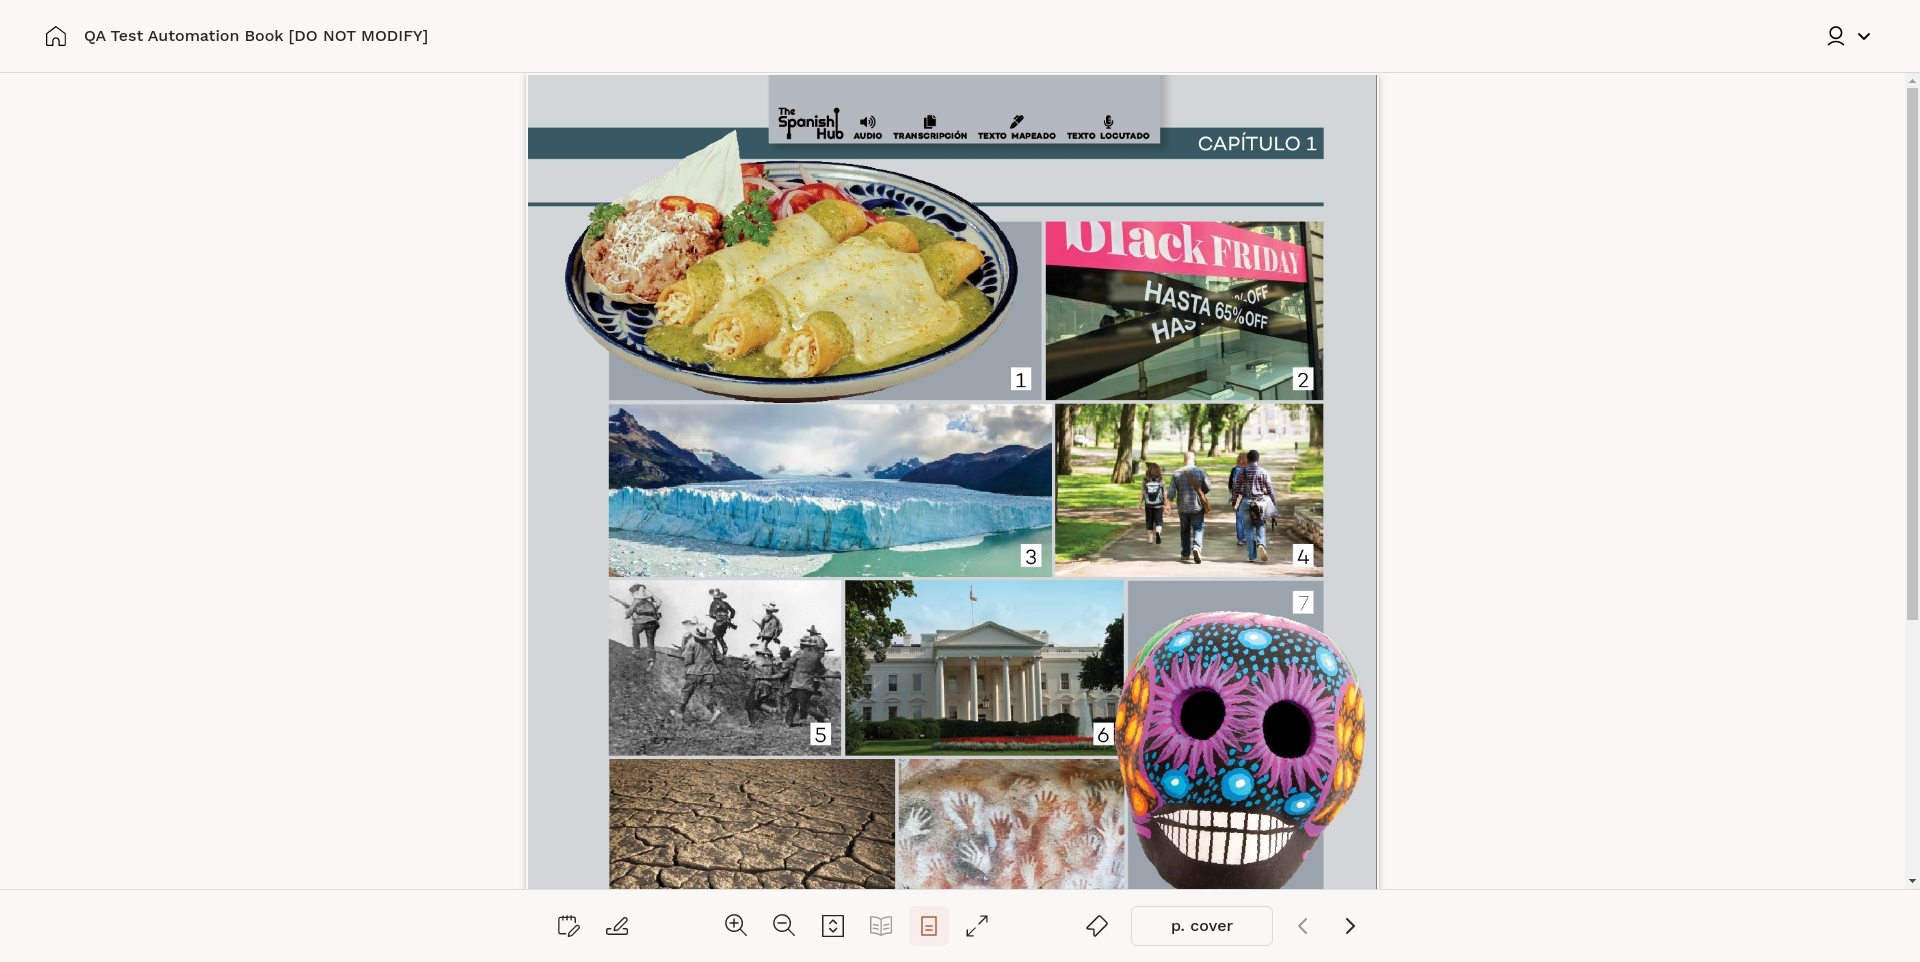 QA Test Automation Book [DO NOT MODIFY]
The
Spanish
Hub
AUDIO TRANSCRIPCIÓN TEXTO MAPEADO TEXTO LOCUTADO
CAPÍTULO 1
black FRIDAY
HASTA 65%OFF
%OFF
HAS
1
2
3
4
5
6
7
p. cover